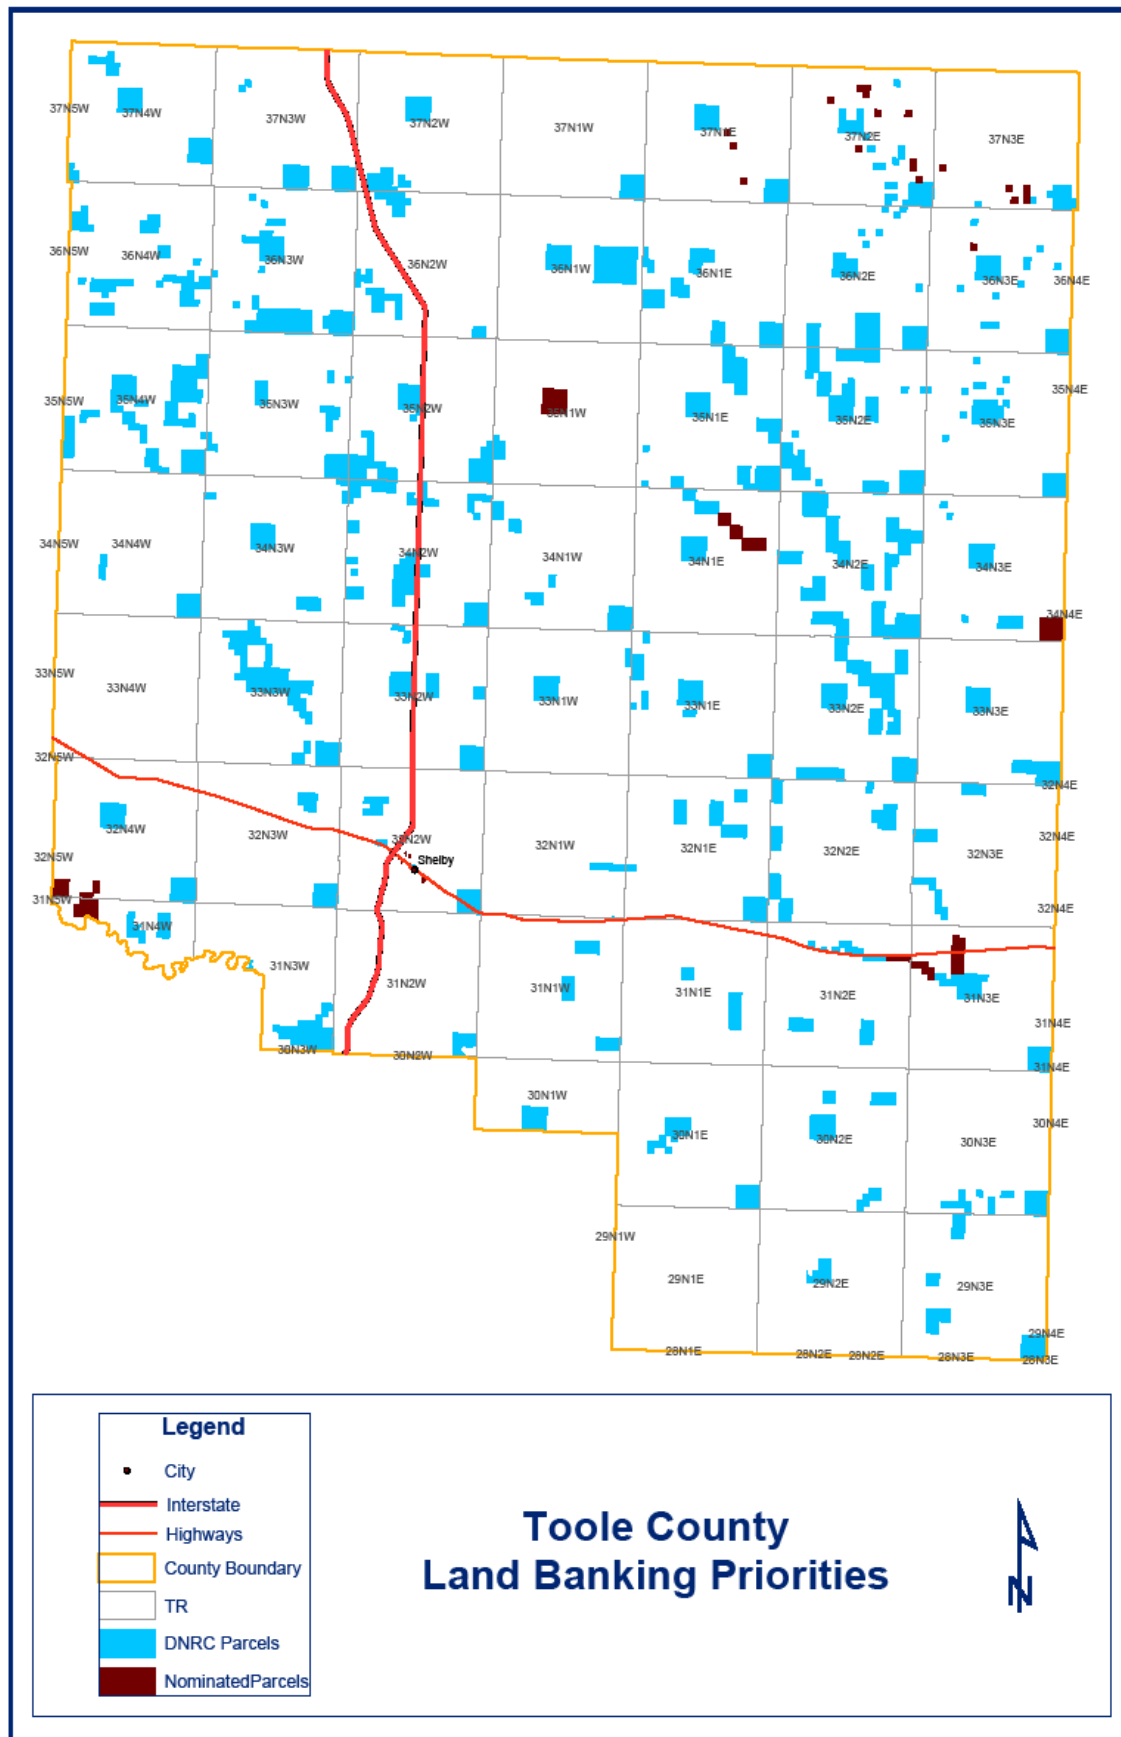 37N5W
37N4W
37N3W
37N2W
37N1W
37N1E
37N2E
37N3E
36N5W
36N4W
36N3W
36N2W
36N1W
36N1E
36N2E
36N3E
36N4E
35N5W
35N4W
35N3W
35N2W
35N1W
35N1E
35N2E
35N3E
35N4E
34N5W
34N4W
34N3W
34N2W
34N1W
34N1E
34N2E
34N3E
34N4E
33N5W
33N4W
33N3W
33N2W
33N1W
33N1E
33N2E
33N3E
32N5W
32N4E
32N4W
32N3W
32N2W
32N1W
32N1E
32N2E
32N3E
32N4E
32N5W
Shelby
31N5W
32N4E
31N4W
31N3W
31N2W
31N1W
31N1E
31N2E
31N3E
31N4E
30N3W
30N2W
31N4E
30N1W
30N1E
30N2E
30N3E
30N4E
29N1W
29N1E
29N2E
29N3E
29N4E
28N1E
28N2E
28N2E
28N3E
28N3E
Legend
City
Interstate
Highways
County Boundary
TR
DNRC Parcels
NominatedParcels
Toole County
Land Banking Priorities
N